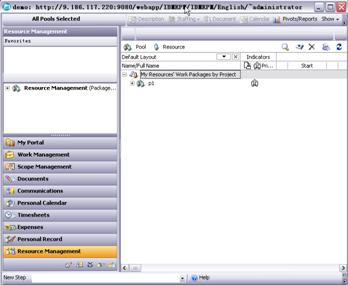 demo: http://9.186.117.220:9080/webapp/IBMRPM/IBMRPM/English/~administrator
All Pools Selected
Description Staffing Document Calendar Pivots/Reports Show
Resource Management
Favorites
Resource Management (Package...
My Portal
Work Management
Scope Management
Documents
Communications
Personal Calendar
Timesheets
Expenses
Personal Record
Resource Management
Pool Resource
Default Layout Indicators
Name/Full Name Pri... Start
My Resources' Work Packages by Project
p1
New Step Help